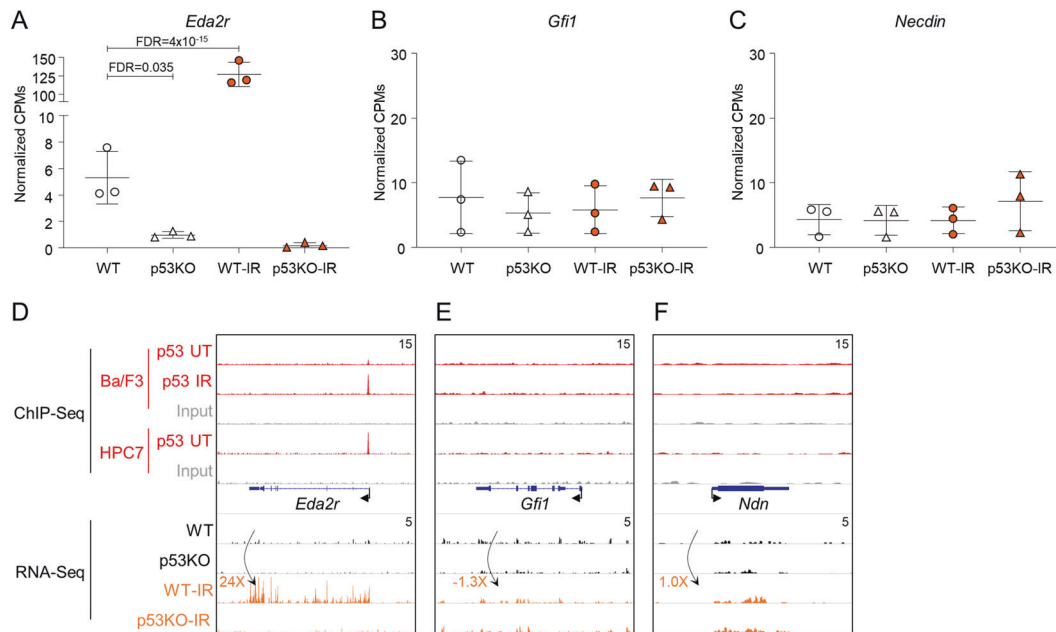 A
Eda2r
FDR=4x10-15
FDR=0.035
Normalized CPMs
150
125
100
8
6
4
2
0
WT
p53KO
WT-IR
p53KO-IR
B
Gfi1
Normalized CPMs
30
20
10
0
WT
p53KO
WT-IR
p53KO-IR
C
Necdin
Normalized CPMs
30
20
10
0
WT
p53KO
WT-IR
p53KO-IR
D
ChIP-Seq
Ba/F3
p53 UT
p53 IR
Input
HPC7
p53 UT
Input
15
Eda2r
RNA-Seq
WT
p53KO
WT-IR
p53KO-IR
5
24X
E
15
Gfi1
5
-1.3X
F
15
Ndn
5
1.0X